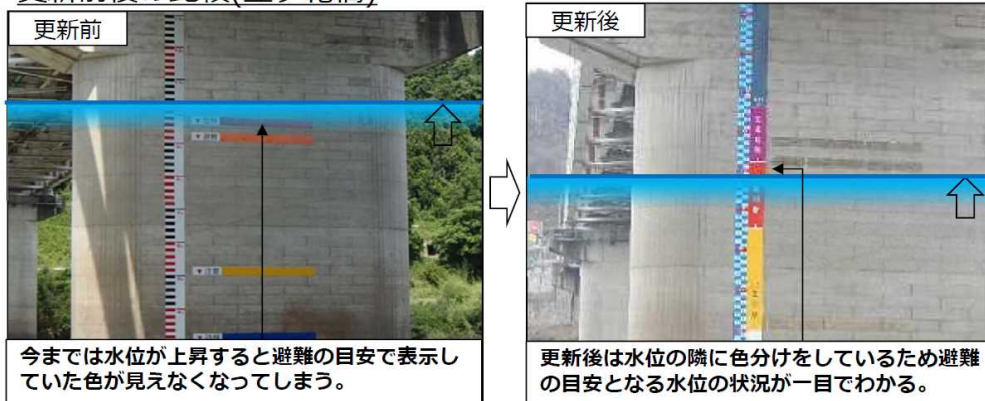 更新前
更新後
今までは水位が上昇すると避難の目安で表示し
ていた色が見えなくなってしまう。
更新後は水位の隣に色分けをしているため避難
の目安となる水位の状況が一目でわかる。